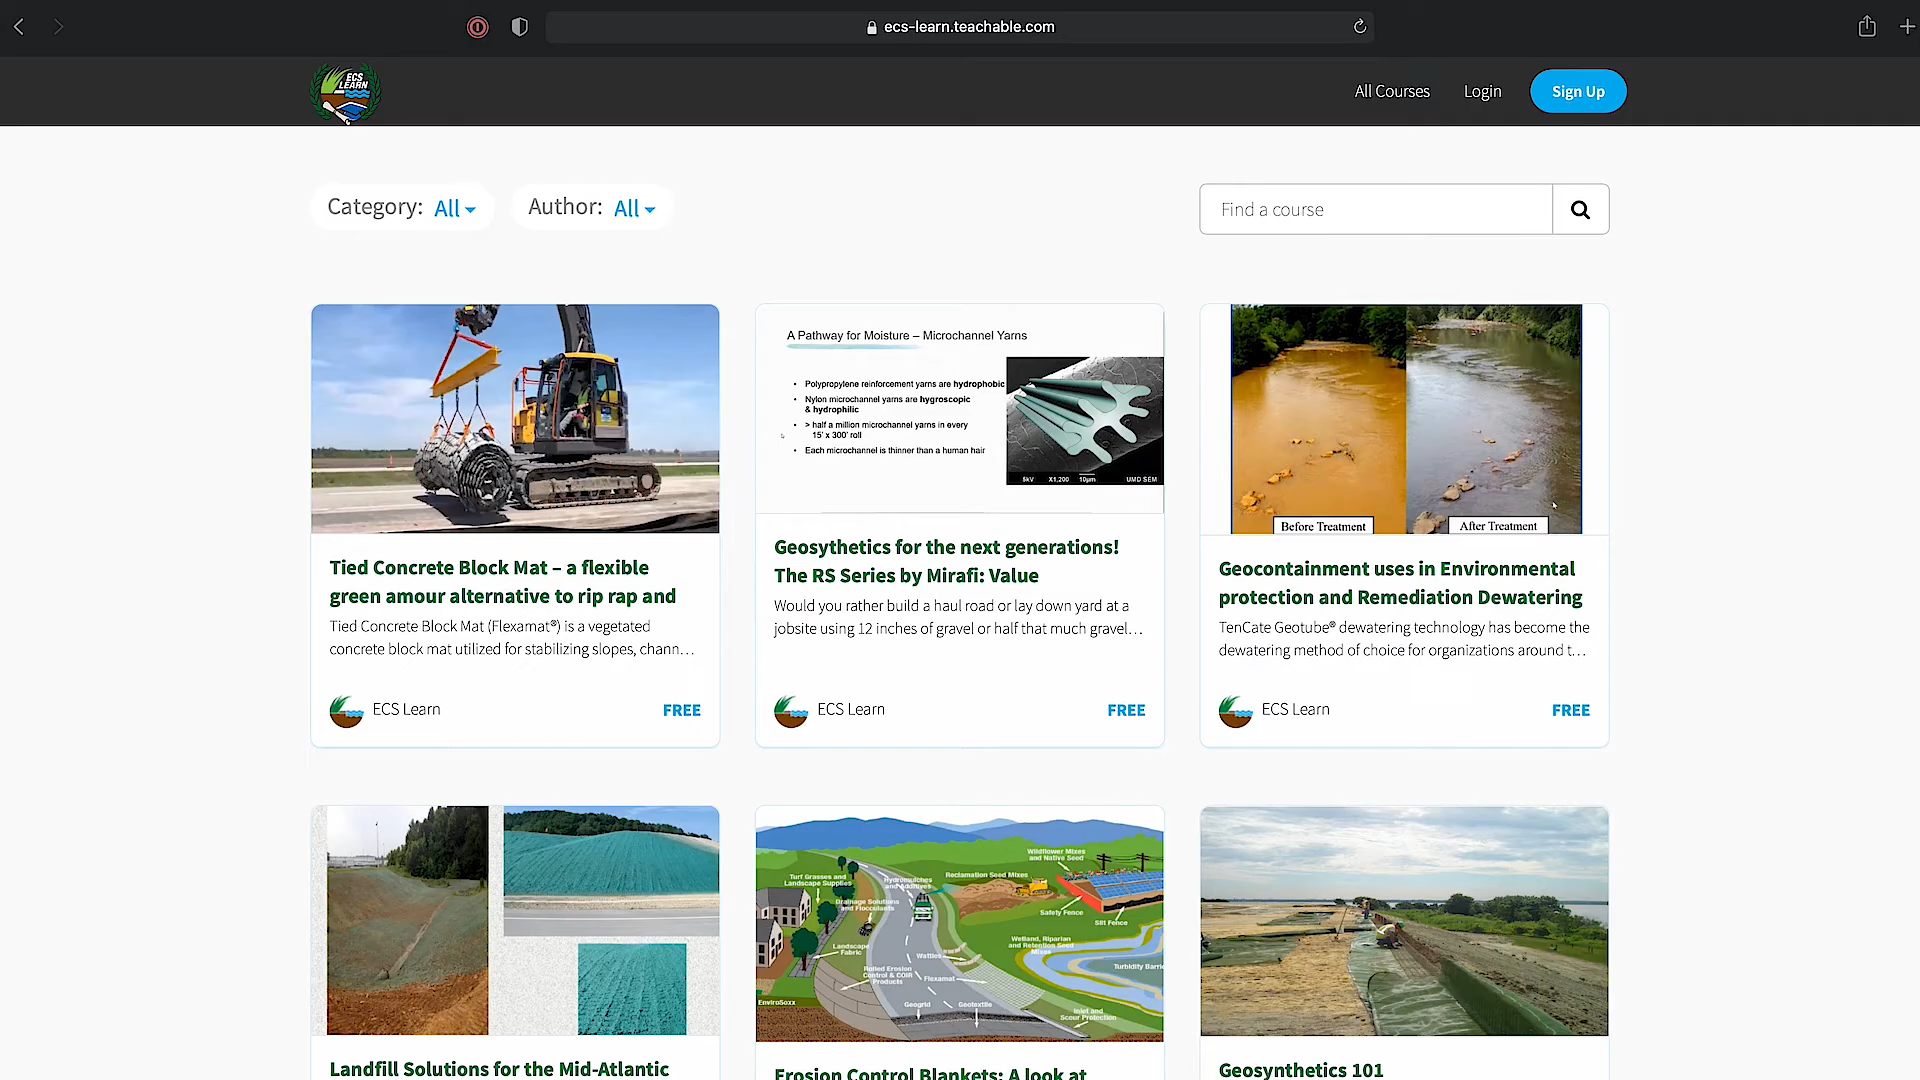 ecs-learn.teachable.com
ECS
LEARN
All Courses
Login
Sign Up
Category: All
Author: All
Find a course
Tied Concrete Block Mat – a flexible
green amour alternative to rip rap and
Tied Concrete Block Mat (Flexamat®) is a vegetated
concrete block mat utilized for stabilizing slopes, chann…
ECS Learn
FREE
A Pathway for Moisture – Microchannel Yarns
• Polypropylene reinforcement yarns are hydrophobic
• Nylon microchannel yarns are hygroscopic
& hydrophilic
• > half a million microchannel yarns in every
15' x 300' roll
• Each microchannel is thinner than a human hair
5kV X1,200 10µm UMD SEM
Geosythetics for the next generations!
The RS Series by Mirafi: Value
Would you rather build a haul road or lay down yard at a
jobsite using 12 inches of gravel or half that much gravel…
ECS Learn
FREE
Before Treatment
After Treatment
Geocontainment uses in Environmental
protection and Remediation Dewatering
TenCate Geotube® dewatering technology has become the
dewatering method of choice for organizations around t…
ECS Learn
FREE
Landfill Solutions for the Mid-Atlantic
Wildflower Mixes
and Native Seed
Turf Grasses and
Landscape Supplies
Hydromulches
and Additives
Reclamation Seed Mixes
Drainage Solutions
and Flocculants
Safety Fence
Silt Fence
Landscape
Fabric
Wattles
Wetland, Riparian
and Retention Seed
Mixes
Turbidity Barrie
Rolled Erosion
Control & COIR
Products
Flexamat
EnviroSoxx
Geogrid
Geotextile
Inlet and
Scour Protection
Erosion Control Blankets: A look at
Geosynthetics 101